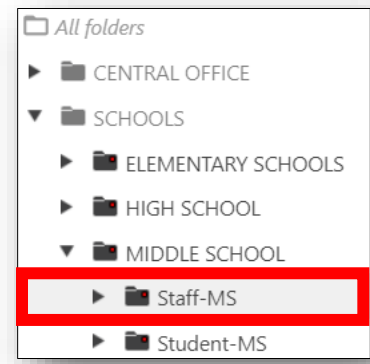 All folders
CENTRAL OFFICE
SCHOOLS
ELEMENTARY SCHOOLS
HIGH SCHOOL
MIDDLE SCHOOL
Staff-MS
Student-MS